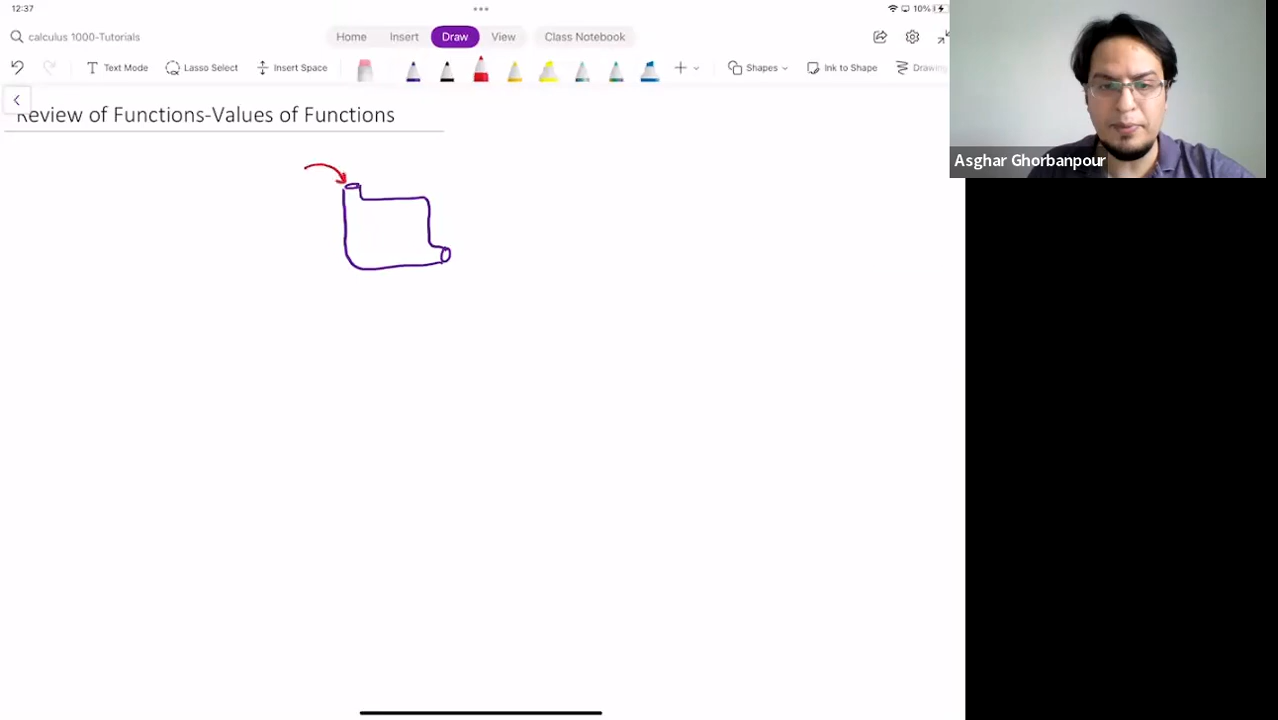 12:37
10%
calculus 1000-Tutorials
Home Insert Draw View Class Notebook
Text Mode Lasso Select Insert Space Shapes Ink to Shape Drawing
Review of Functions-Values of Functions
Asghar Ghorbanpour